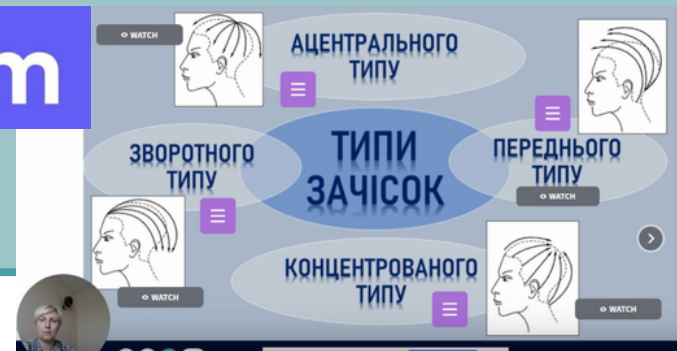 m
WATCH
АЦЕНТРАЛЬНОГО
ТИПУ
ЗВОРОТНОГО
ТИПУ
ТИПИ
ЗАЧІСОК
ПЕРЕДНЬОГО
ТИПУ
WATCH
КОНЦЕНТРОВАНОГО
ТИПУ
WATCH
WATCH